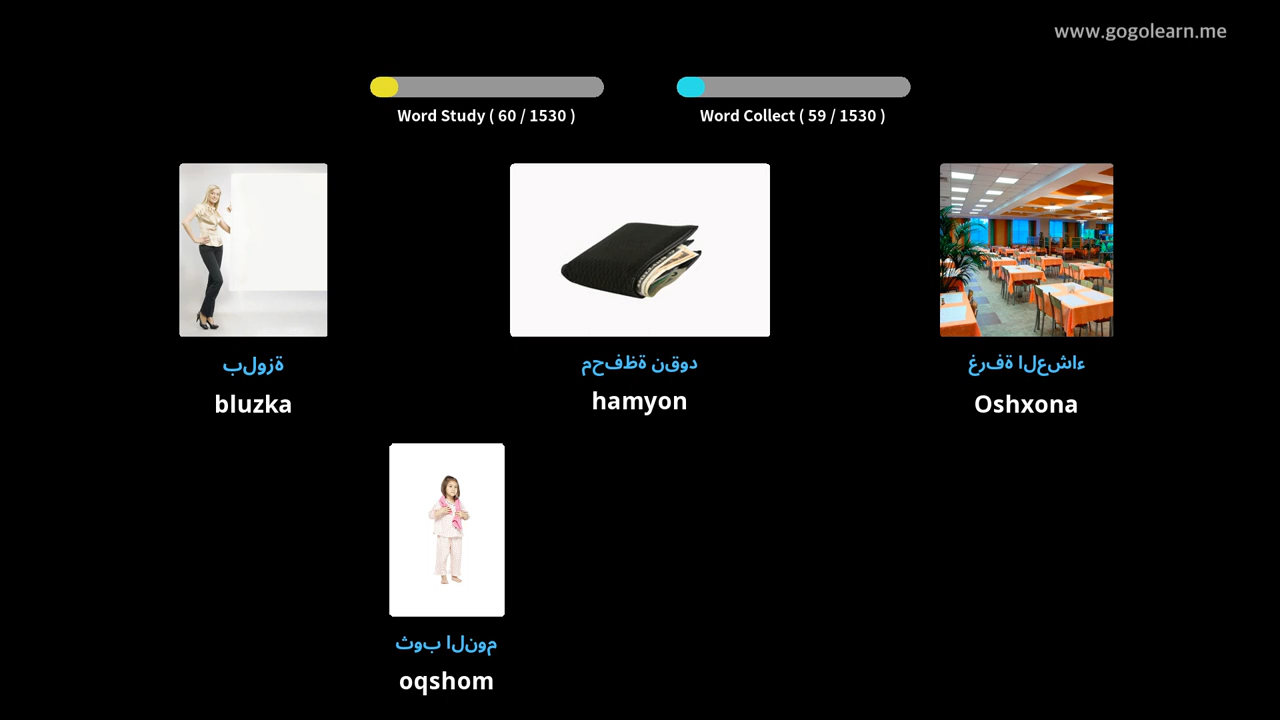 www.gogolearn.me
Word Study ( 60 / 1530 )
Word Collect ( 59 / 1530 )
بلوزة
محفظة نقود
غرفة العشاء
bluzka
hamyon
Oshxona
ثوب النوم
oqshom